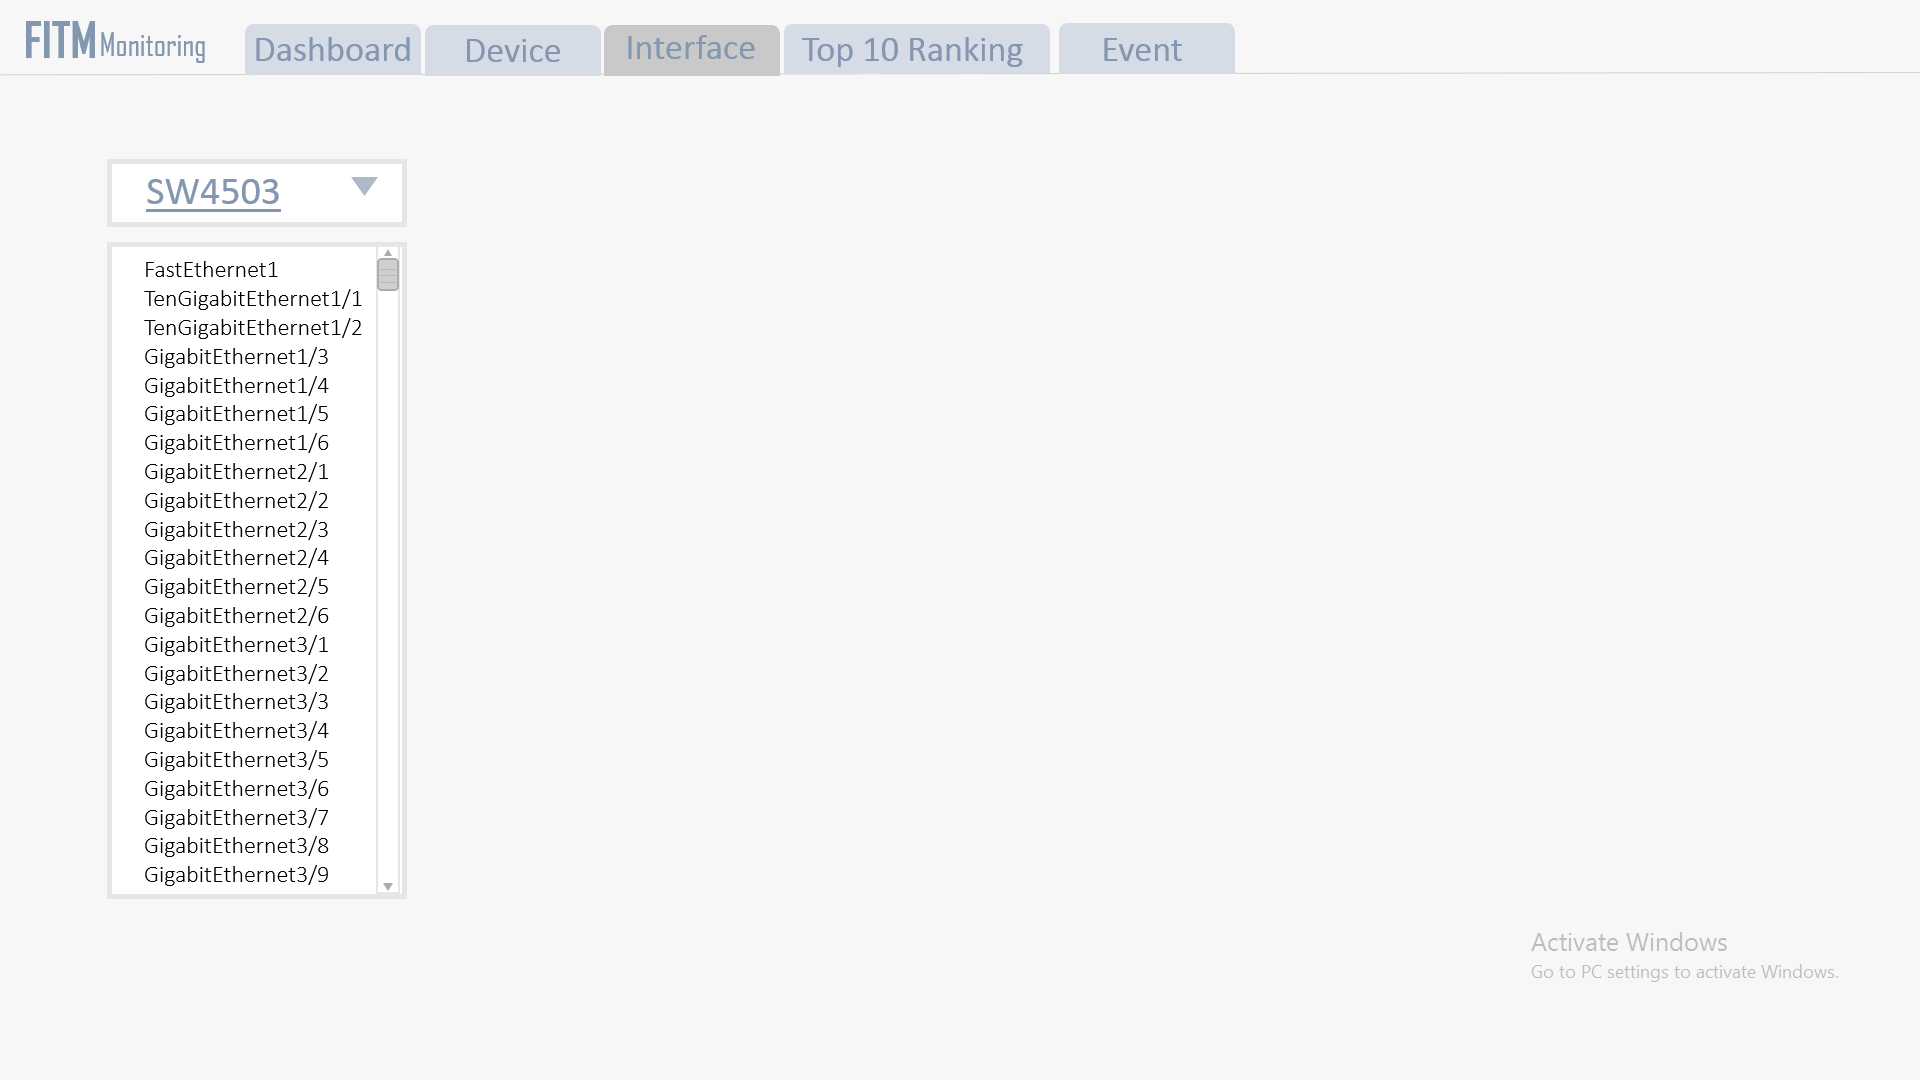 FITM Monitoring
Dashboard
Device
Interface
Top 10 Ranking
Event
SW4503
FastEthernet1
TenGigabitEthernet1/1
TenGigabitEthernet1/2
GigabitEthernet1/3
GigabitEthernet1/4
GigabitEthernet1/5
GigabitEthernet1/6
GigabitEthernet2/1
GigabitEthernet2/2
GigabitEthernet2/3
GigabitEthernet2/4
GigabitEthernet2/5
GigabitEthernet2/6
GigabitEthernet3/1
GigabitEthernet3/2
GigabitEthernet3/3
GigabitEthernet3/4
GigabitEthernet3/5
GigabitEthernet3/6
GigabitEthernet3/7
GigabitEthernet3/8
GigabitEthernet3/9
Activate Windows
Go to PC settings to activate Windows.